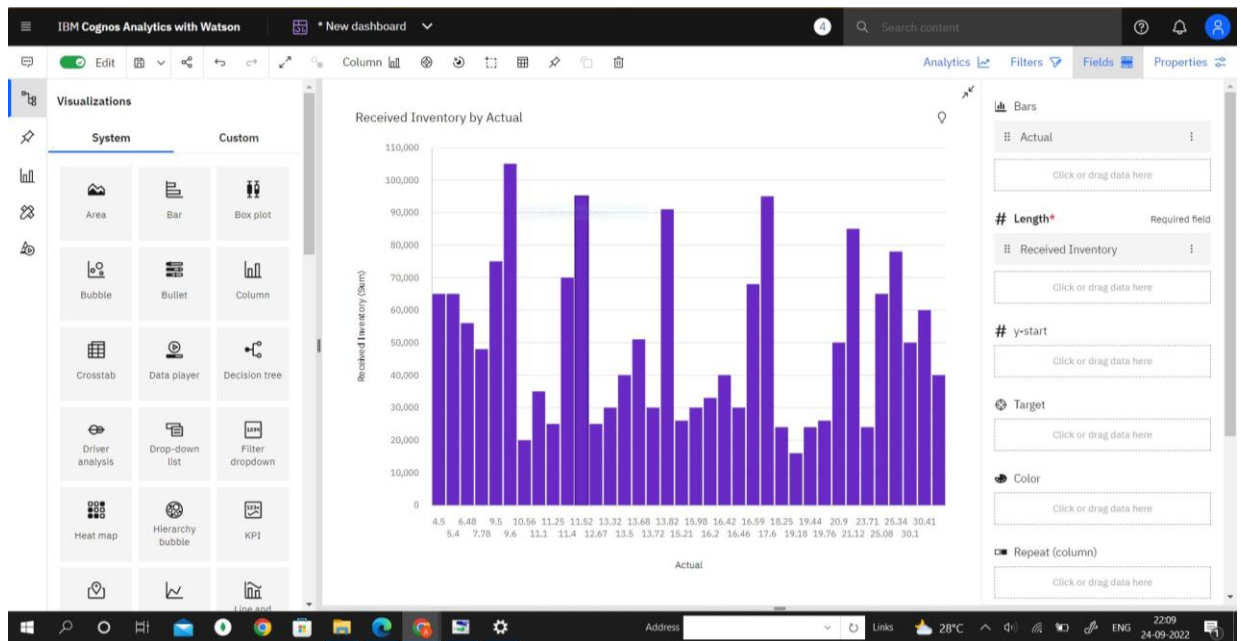 IBM Cognos Analytics with Watson
* New dashboard
4
Search content
Edit
Column
Analytics
Filters
Fields
Properties
Visualizations
System Custom
Area Bar Box plot
Bubble Bullet Column
Crosstab Data player Decision tree
Driver analysis
Drop-down list
Filter dropdown
Heat map
Hierarchy bubble
KPI
Line and
Received Inventory by Actual
110,000
100,000
90,000
80,000
70,000
60,000
50,000
40,000
30,000
20,000
10,000
0
Received Inventory (Sum)
4.5 6.48 9.5 10.56 11.25 11.52 13.32 13.68 13.82 15.98 16.42 16.59 18.25 19.44 20.9 23.71 25.34 30.41
5.4 7.78 9.6 11.1 11.4 12.67 13.5 13.72 15.21 16.2 16.46 17.6 19.18 19.76 21.12 25.08 30.1
Actual
Bars
Actual
Click or drag data here
# Length* Required field
Received Inventory
Click or drag data here
# y-start
Click or drag data here
Target
Click or drag data here
Color
Click or drag data here
Repeat (column)
Click or drag data here
Address
Links
28°C
ENG
22:09
24-09-2022